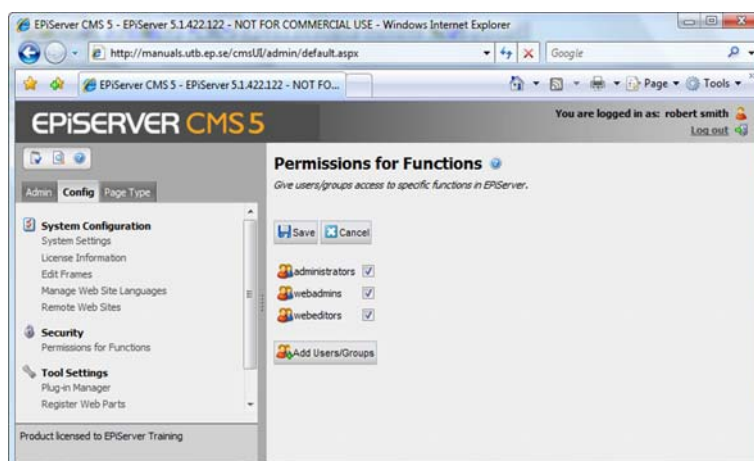 EPiServer CMS 5 - EPiServer 5.1.422.122 - NOT FOR COMMERCIAL USE - Windows Internet Explorer
http://manuals.utb.ep.se/cmsUI/admin/default.aspx
Google
EPiServer CMS 5 - EPiServer 5.1.422.122 - NOT FO...
Page
Tools
EPiSERVER CMS 5
You are logged in as: robert smith
Log out
Admin Config Page Type
System Configuration
System Settings
License Information
Edit Frames
Manage Web Site Languages
Remote Web Sites
Security
Permissions for Functions
Tool Settings
Plug-in Manager
Register Web Parts
Product licensed to EPiServer Training
Permissions for Functions
Give users/groups access to specific functions in EPiServer.
Save Cancel
administrators
webadmins
webeditors
Add Users/Groups